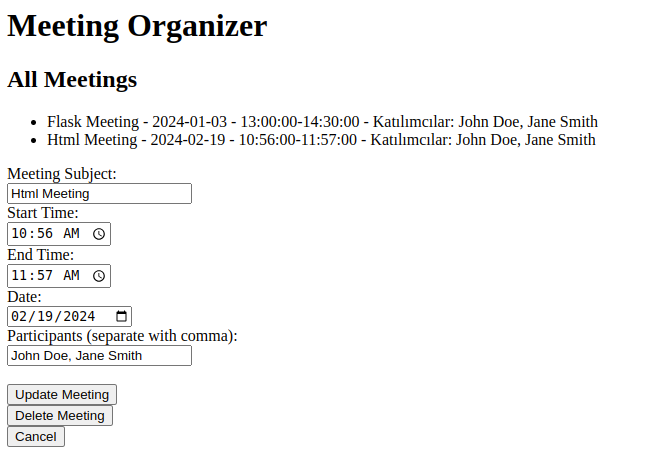 Meeting Organizer
All Meetings
• Flask Meeting - 2024-01-03 - 13:00:00-14:30:00 - Katılımcılar: John Doe, Jane Smith
• Html Meeting - 2024-02-19 - 10:56:00-11:57:00 - Katılımcılar: John Doe, Jane Smith
Meeting Subject:
Html Meeting
Start Time:
10:56 AM
End Time:
11:57 AM
Date:
02/19/2024
Participants (separate with comma):
John Doe, Jane Smith
Update Meeting
Delete Meeting
Cancel